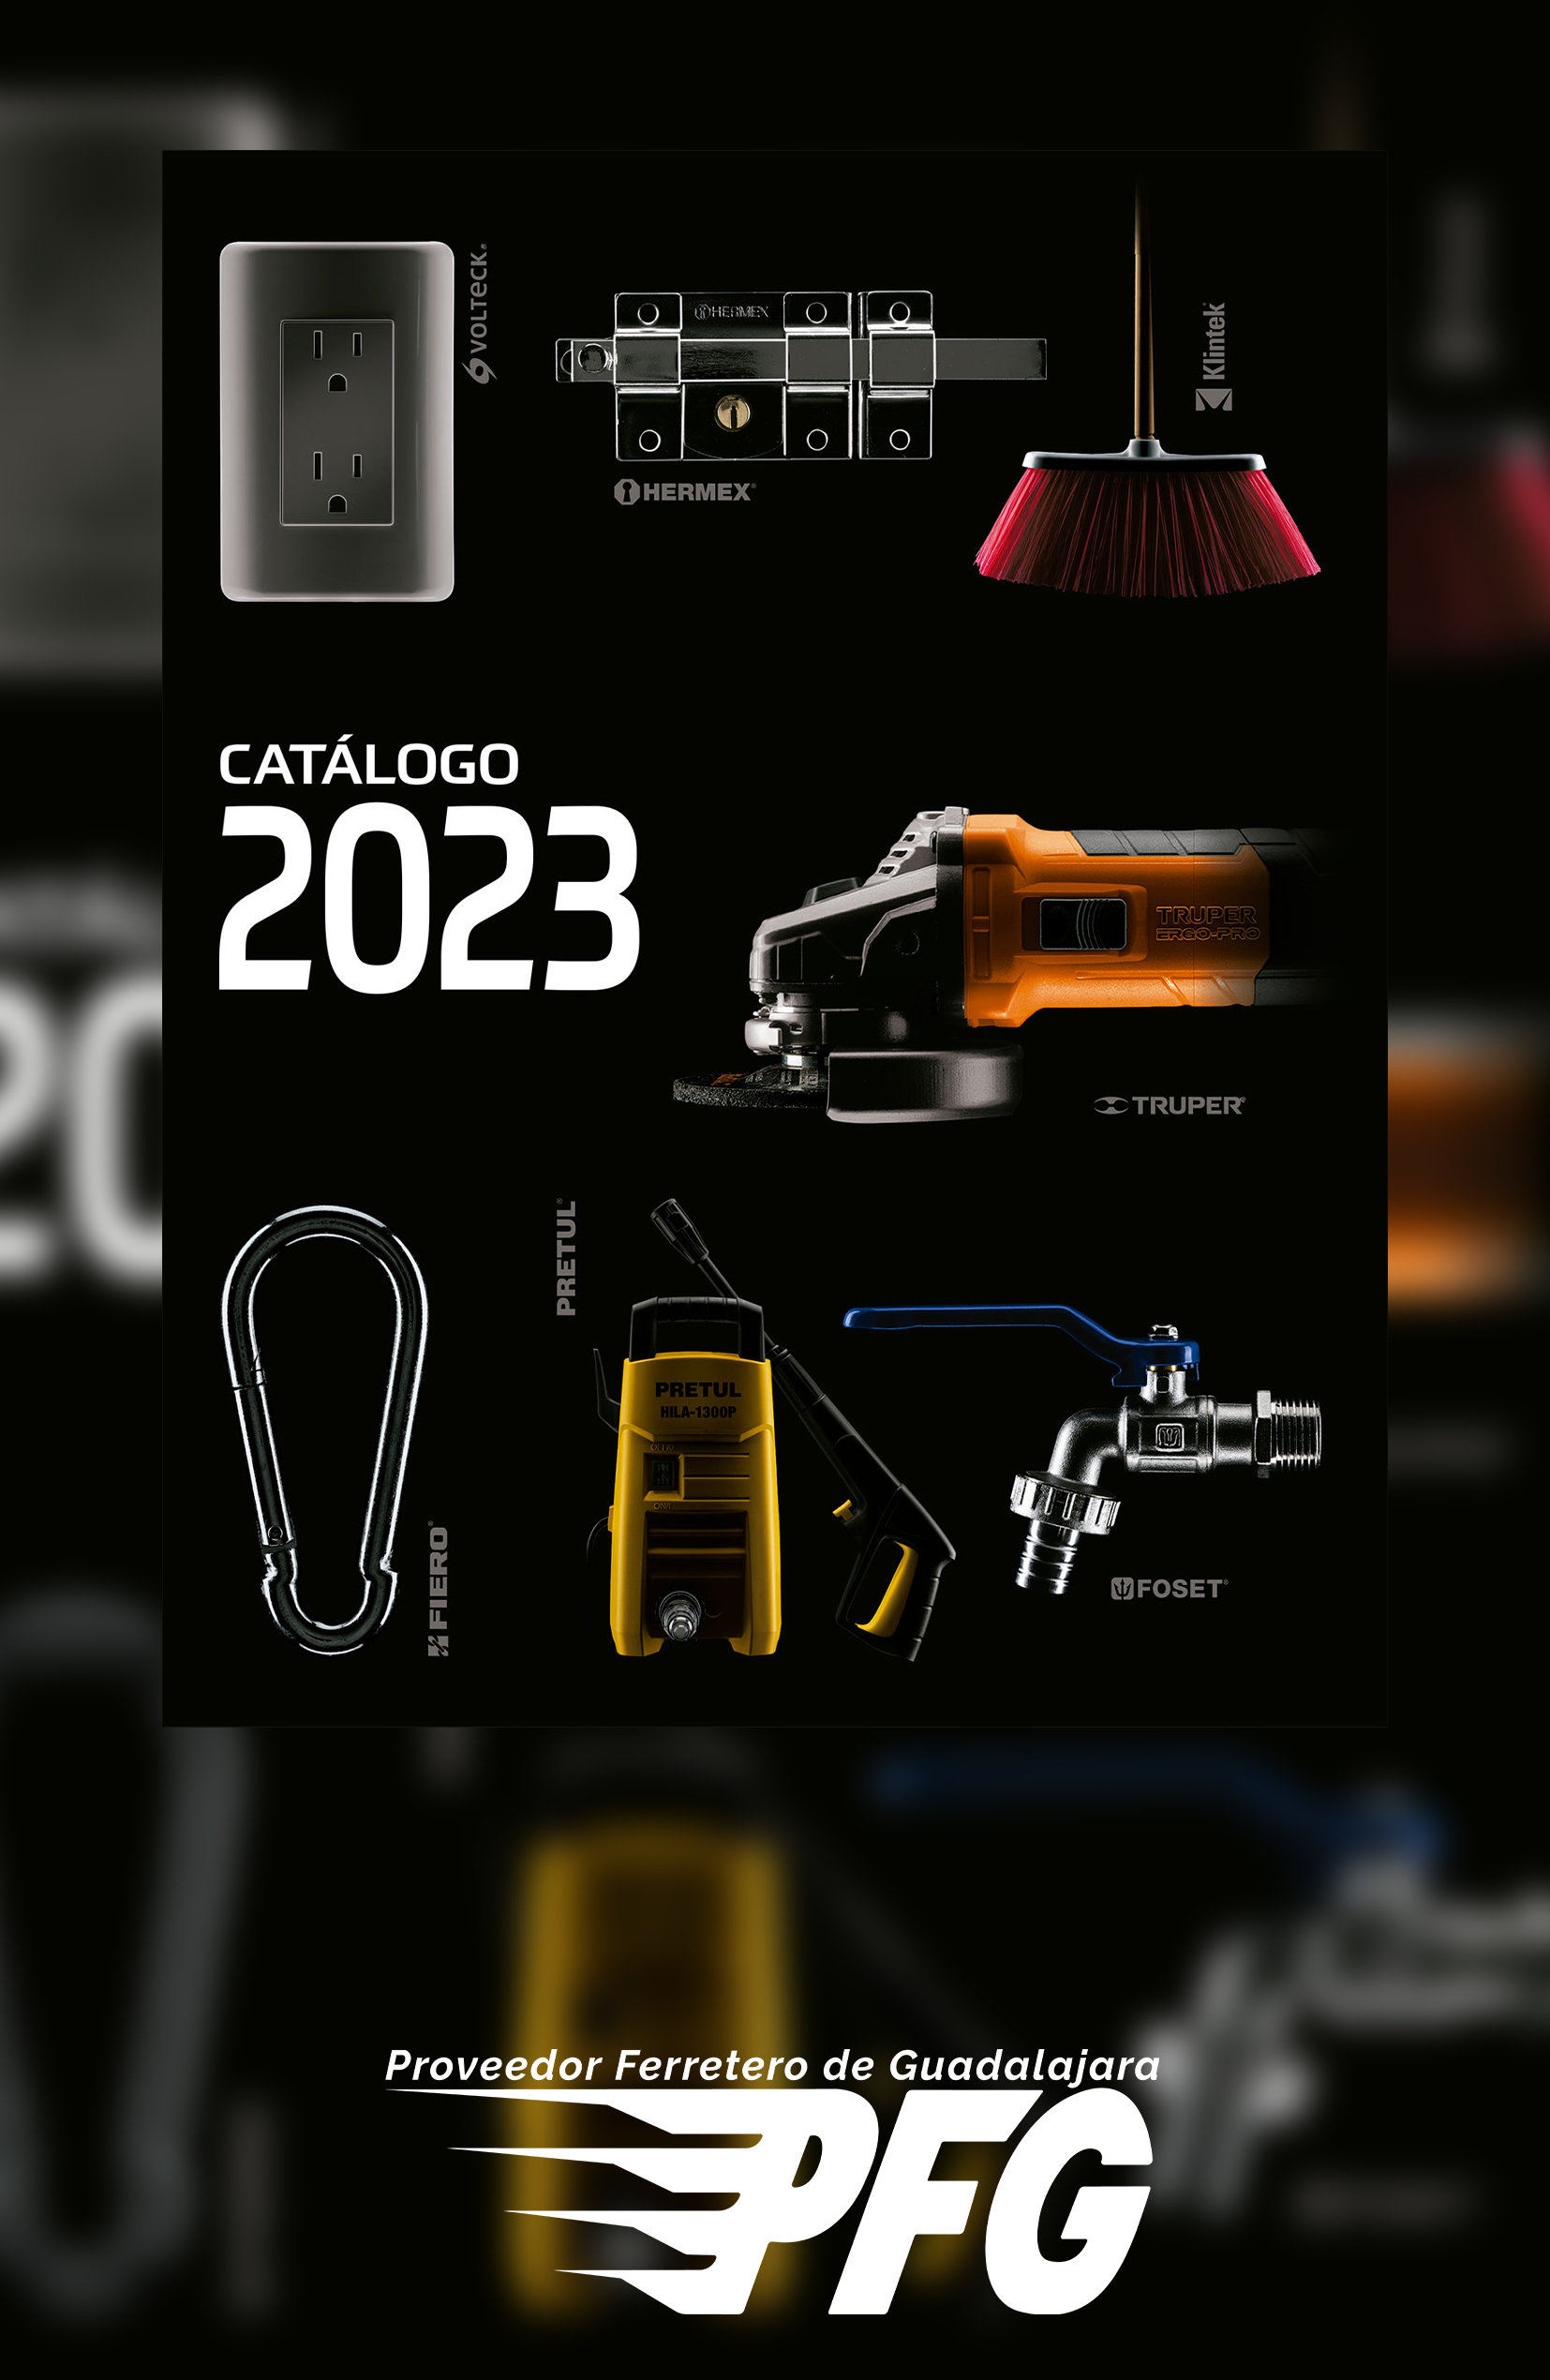 VOLTECK®
HERMEX
HERMEX®
Klintek®
CATÁLOGO
2023
TRUPER
ERGO-PRO
TRUPER®
PRETUL®
PRETUL
HILA-1300P
ON
FIERO®
FOSET®
Proveedor Ferretero de Guadalajara
PFG